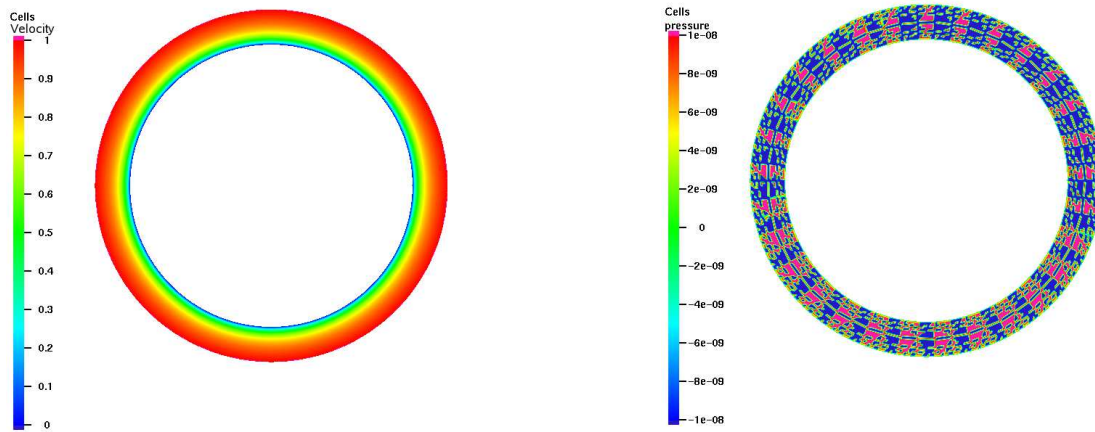 Cells
Velocity
1
0.9
0.8
0.7
0.6
0.5
0.4
0.3
0.2
0.1
0
Cells
pressure
1e-08
8e-09
6e-09
4e-09
2e-09
0
-2e-09
-4e-09
-6e-09
-8e-09
-1e-08